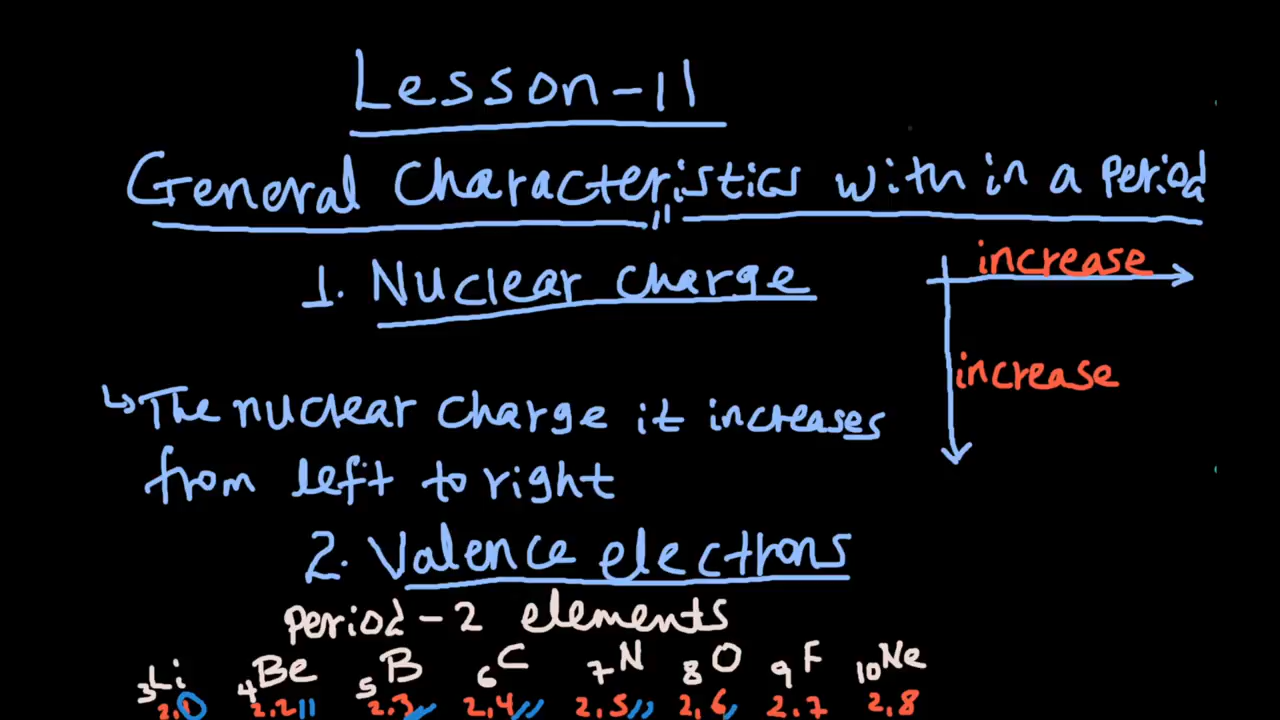 Lesson-11
General Characteristics with in a Period
1. Nuclear charge
increase
increase
↳ The nuclear charge it increases
from left to right
2. Valence electrons
Period-2 elements
3Li 4Be 5B 6C 7N 8O 9F 10Ne
2.1 2.2 2.3 2.4 2.5 2.6 2.7 2.8